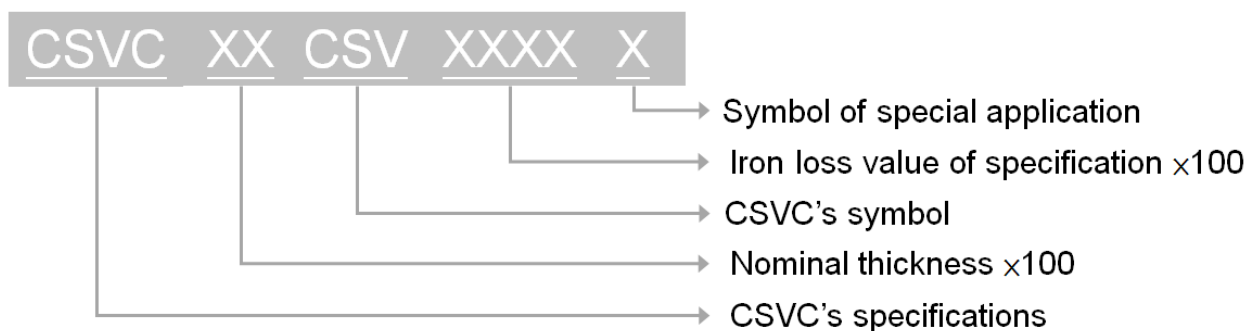 CSVC XX CSV XXXX X
Symbol of special application
Iron loss value of specification ×100
CSVC's symbol
Nominal thickness ×100
CSVC's specifications